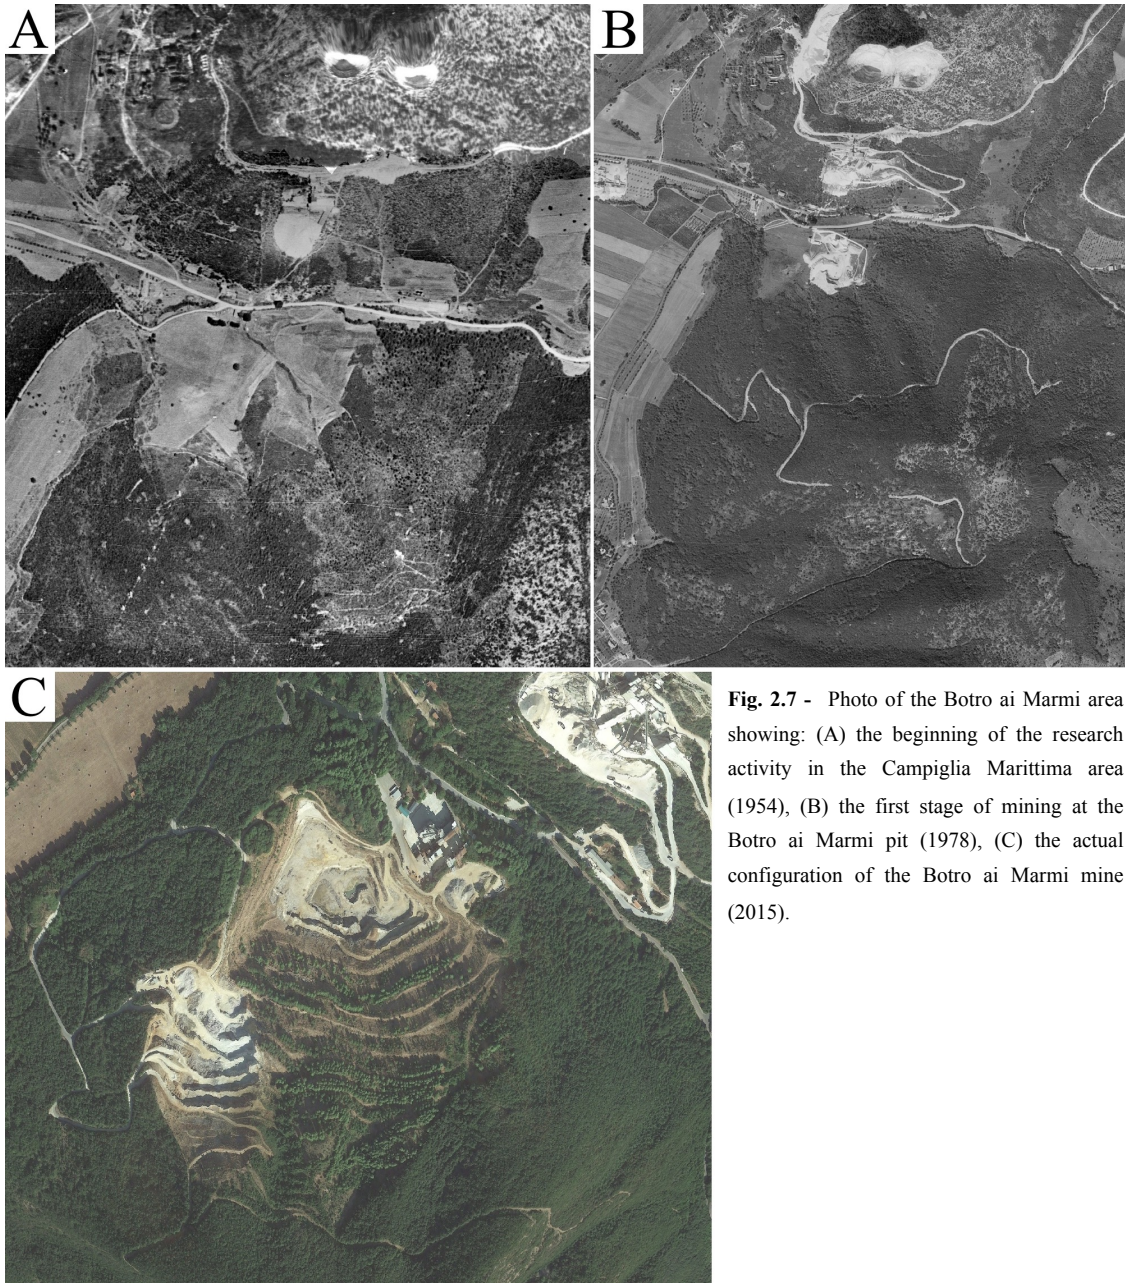 A
B
C
Fig. 2.7 - Photo of the Botro ai Marmi area
showing: (A) the beginning of the research
activity in the Campiglia Marittima area
(1954), (B) the first stage of mining at the
Botro ai Marmi pit (1978), (C) the actual
configuration of the Botro ai Marmi mine
(2015).